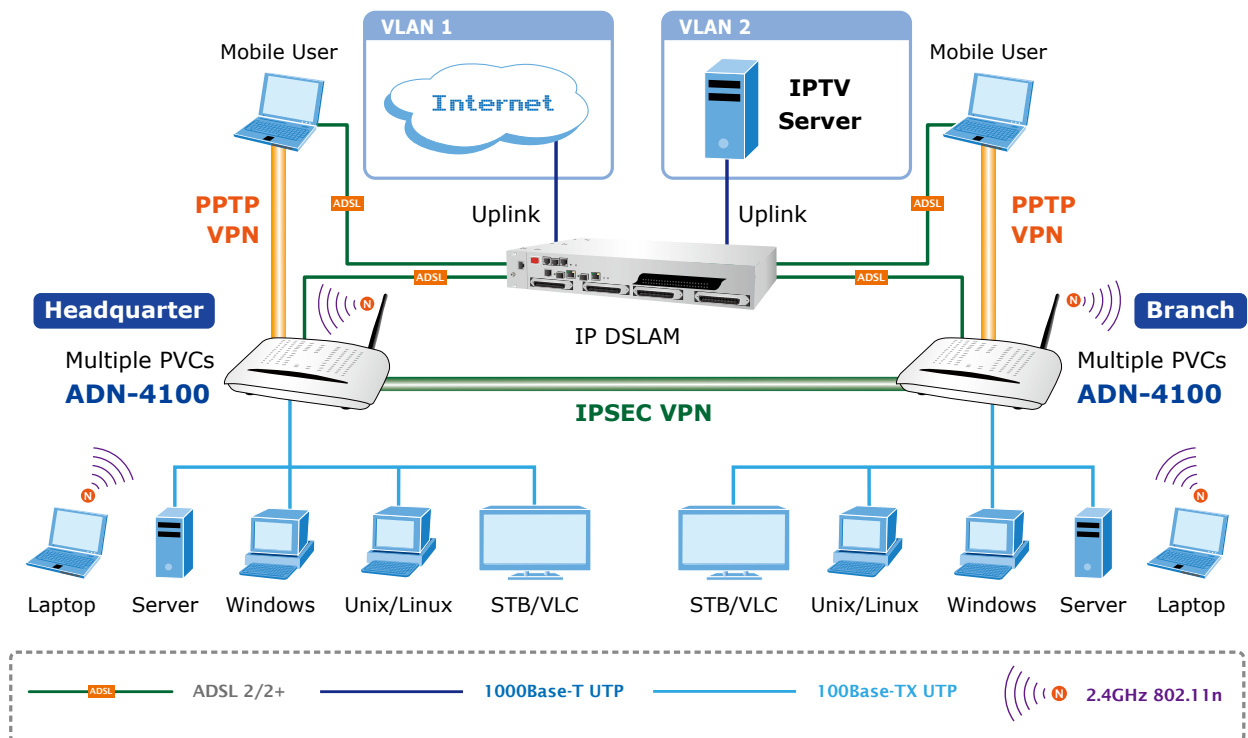 VLAN 1
VLAN 2
Mobile User
Mobile User
Internet
IPTV
Server
PPTP
VPN
ADSL
Uplink
Uplink
ADSL
PPTP
VPN
ADSL
ADSL
Headquarter
N
N
Branch
IP DSLAM
Multiple PVCs
ADN-4100
Multiple PVCs
ADN-4100
IPSEC VPN
N
N
Laptop
Server
Windows
Unix/Linux
STB/VLC
STB/VLC
Unix/Linux
Windows
Server
Laptop
ADSL
ADSL 2/2+
1000Base-T UTP
100Base-TX UTP
N
2.4GHz 802.11n